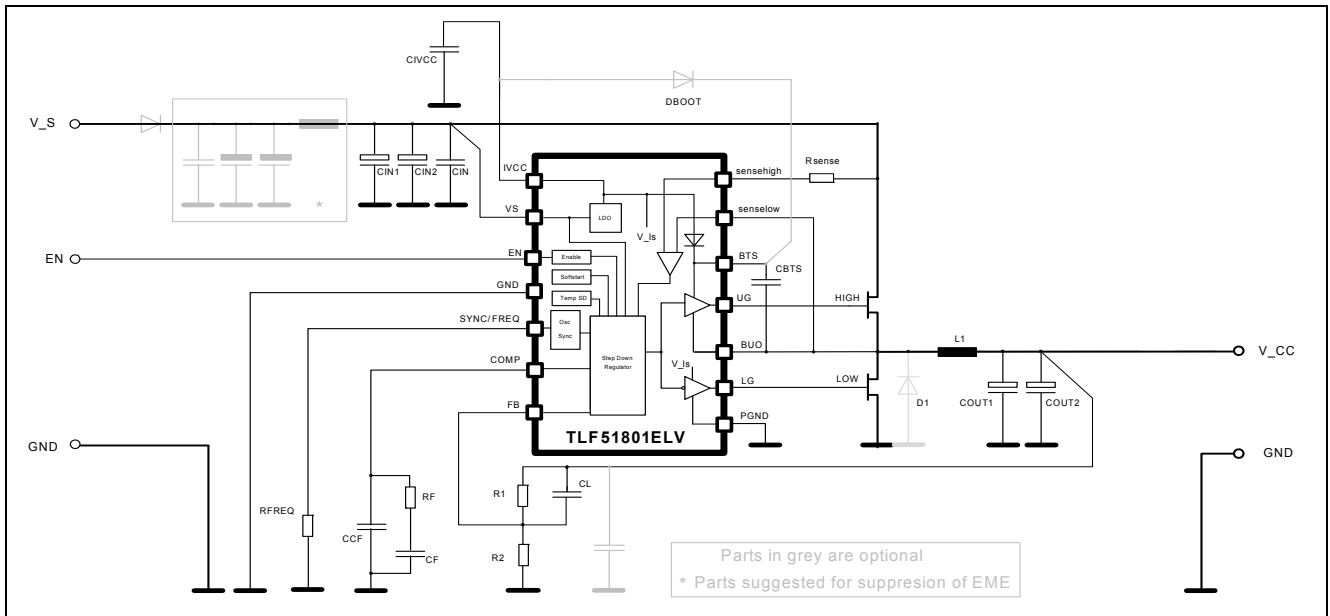 CIVCC
DBOOT
V_S
CIN1
CIN2
CIN
*
IVCC
sensehigh
Rsense
VS
LDO
V_ls
senselow
EN
EN
Enable
BTS
CBTS
GND
Softstart
Temp SD
UG
HIGH
SYNC/FREQ
Osc
Sync
COMP
Step Down
Regulator
BUO
L1
V_CC
V_ls
LG
LOW
D1
COUT1
COUT2
FB
PGND
TLF51801ELV
GND
GND
R1
CL
RFREQ
RF
CCF
CF
R2
Parts in grey are optional
* Parts suggested for suppresion of EME